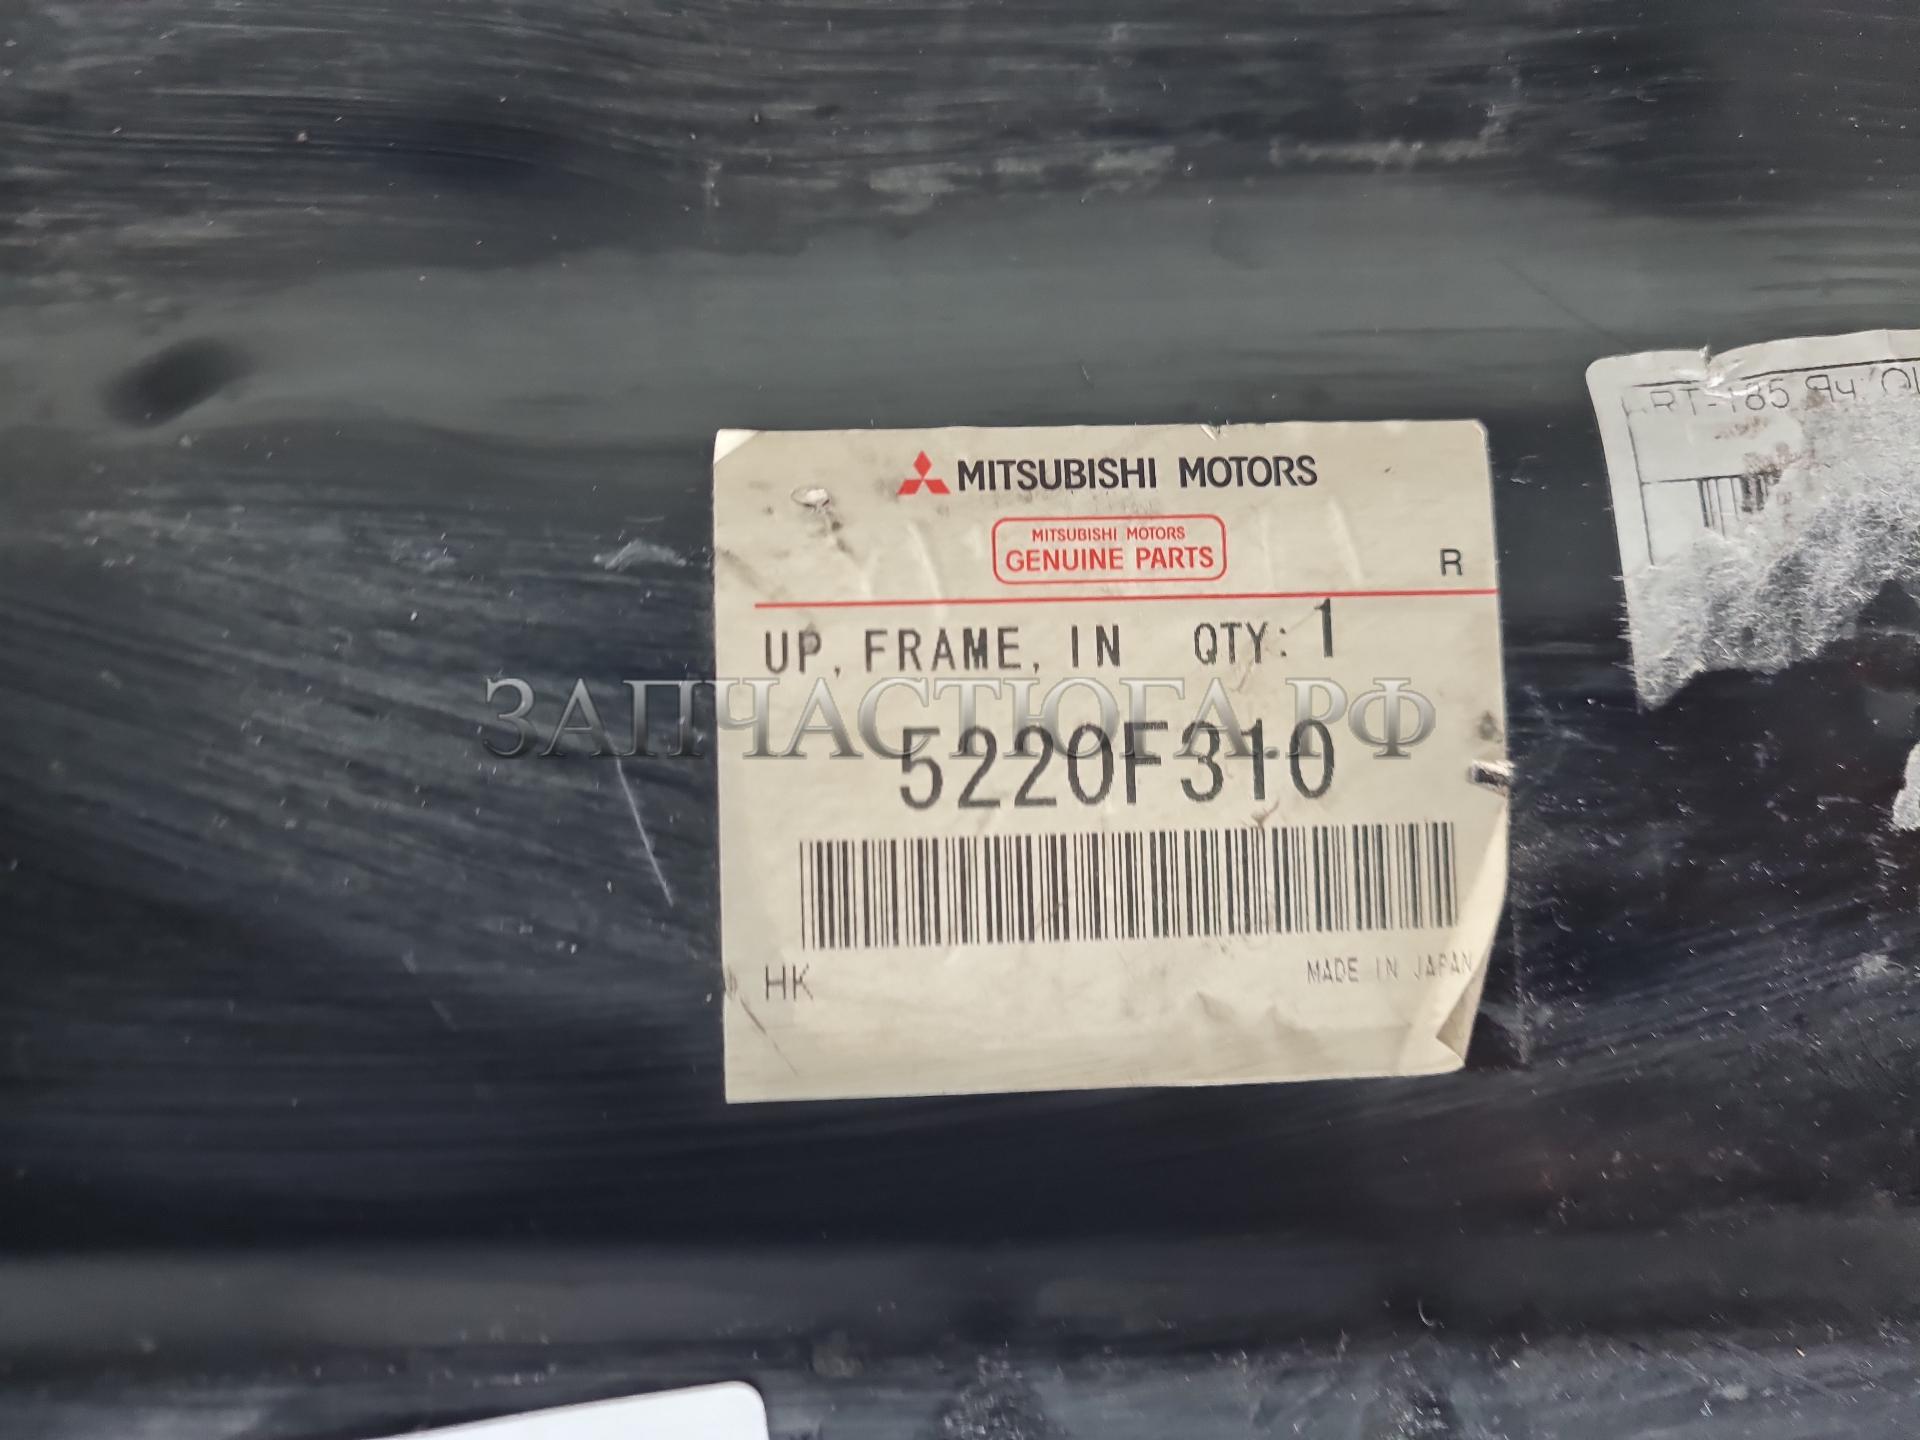 MITSUBISHI MOTORS
MITSUBISHI MOTORS
GENUINE PARTS
R
UP, FRAME, IN QTY: 1
ЗАПЧАСТЮГА.РФ
5220F310
HK
MADE IN JAPAN